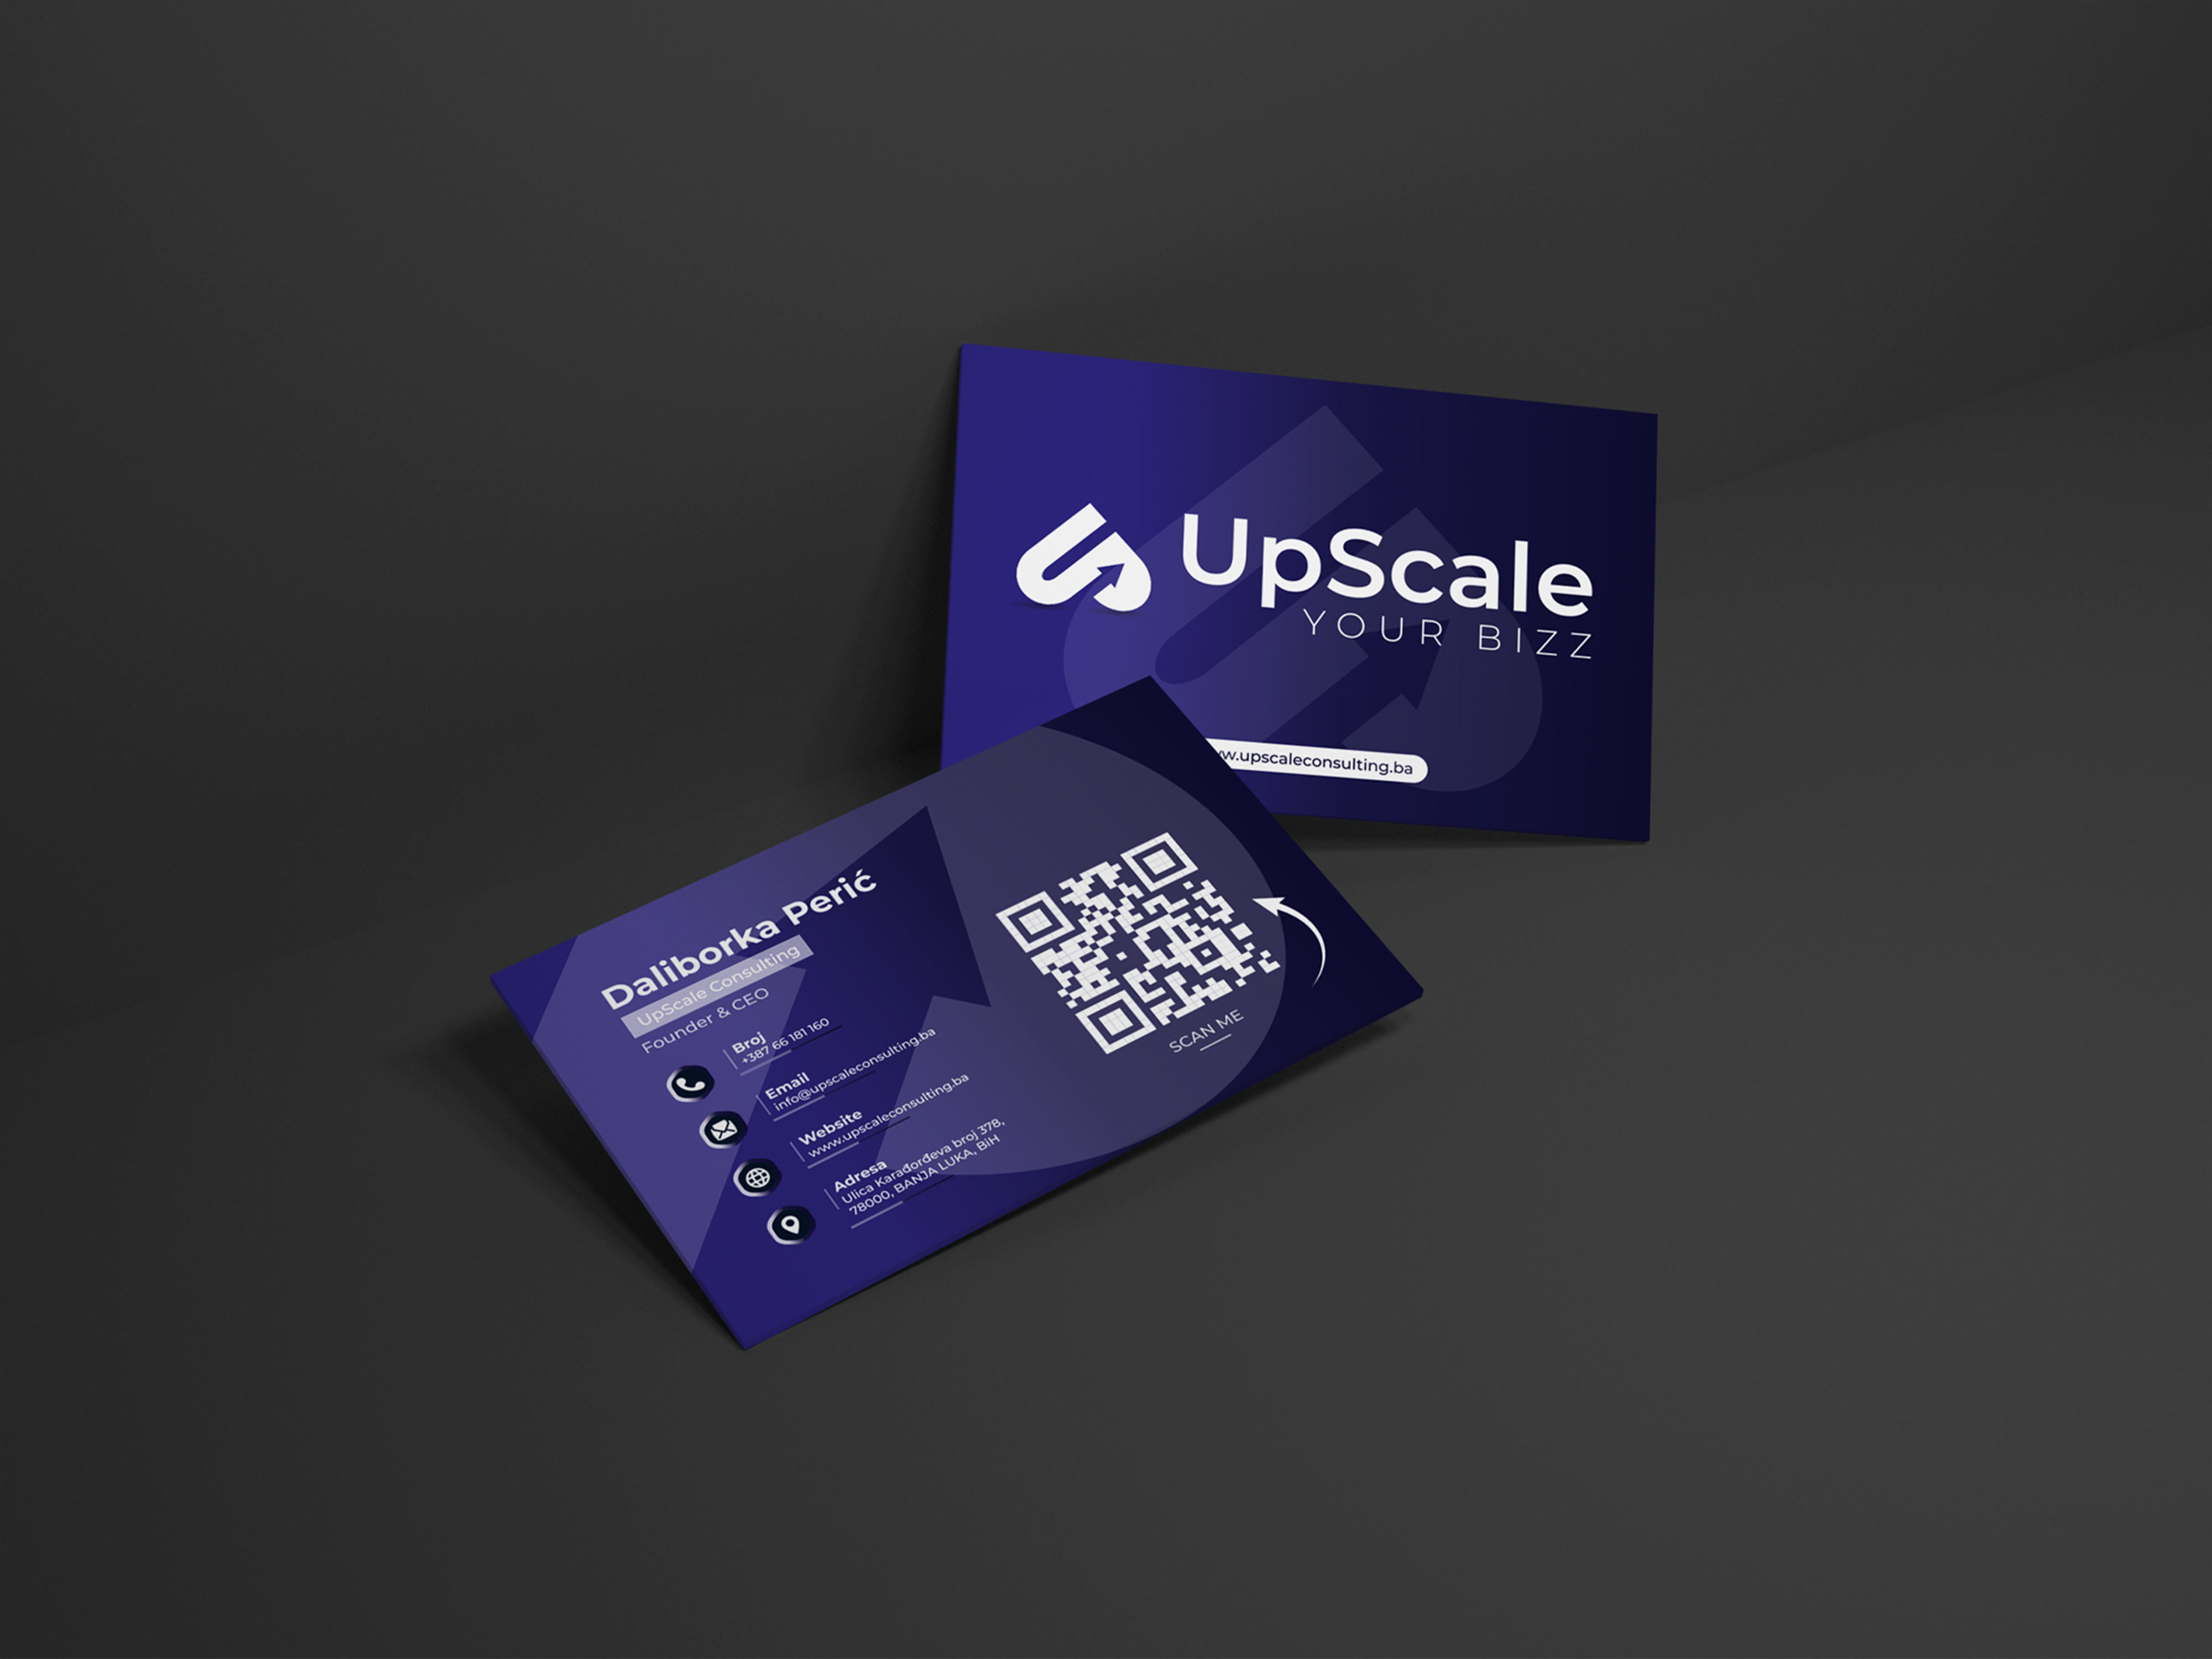 UpScale
YOUR BIZZ
w.upscaleconsulting.ba
Daliborka Perić
UpScale Consulting
Founder & CEO
Broj
+387 66 181 160
Email
info@upscaleconsulting.ba
Website
www.upscaleconsulting.ba
Adresa
Ulica Karađorđeva broj 378,
78000, BANJA LUKA, BiH
SCAN ME